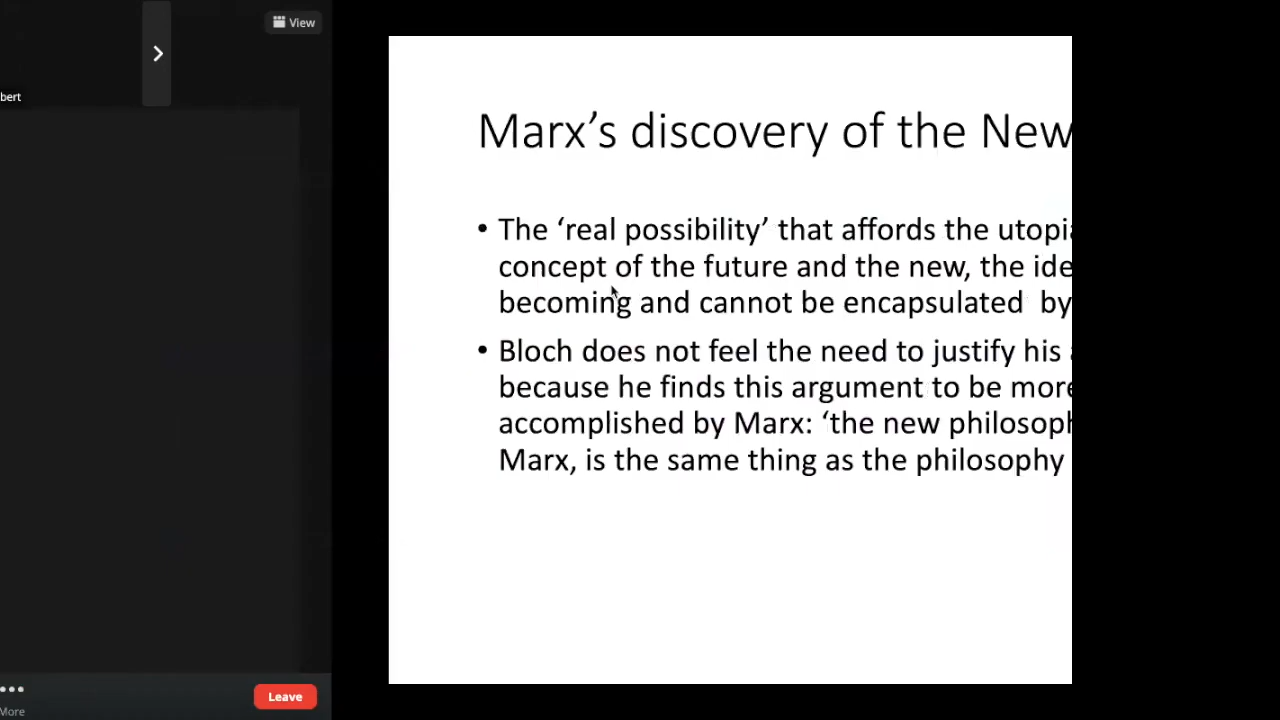 View
bert
Marx’s discovery of the New
• The ‘real possibility’ that affords the utopia
concept of the future and the new, the ide
becoming and cannot be encapsulated by
• Bloch does not feel the need to justify his
because he finds this argument to be more
accomplished by Marx: ‘the new philosoph
Marx, is the same thing as the philosophy
Leave
More